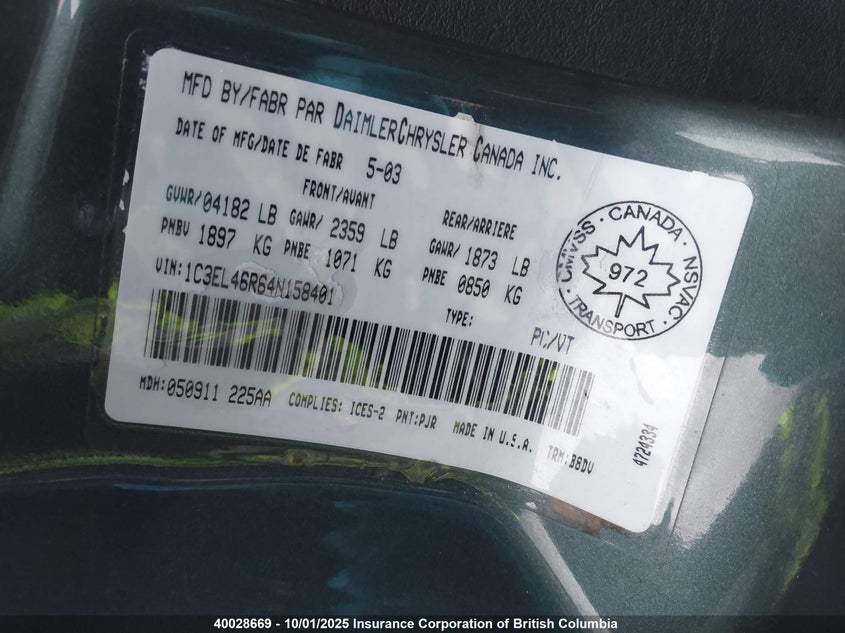 MFD BY/FABR PAR DAIMLERCHRYSLER CANADA INC.
DATE OF MFG/DATE DE FABR 5-03
FRONT/AVANT
REAR/ARRIERE
GVWR/04182 LB GAWR/ 2359 LB GAWR/ 1873 LB
PNBV 1897 KG PNBE 1071 KG PNBE 0850 KG
VIN:1C3EL46R64N158401
TYPE: PC/VT
MDH:050911 225AA COMPLIES: ICES-2 PNT:PJR MADE IN U.S.A. TRM:B8DV
4724334
CMVSS · CANADA · NSVAC · TRANSPORT ·
972
40028669 - 10/01/2025 Insurance Corporation of British Columbia